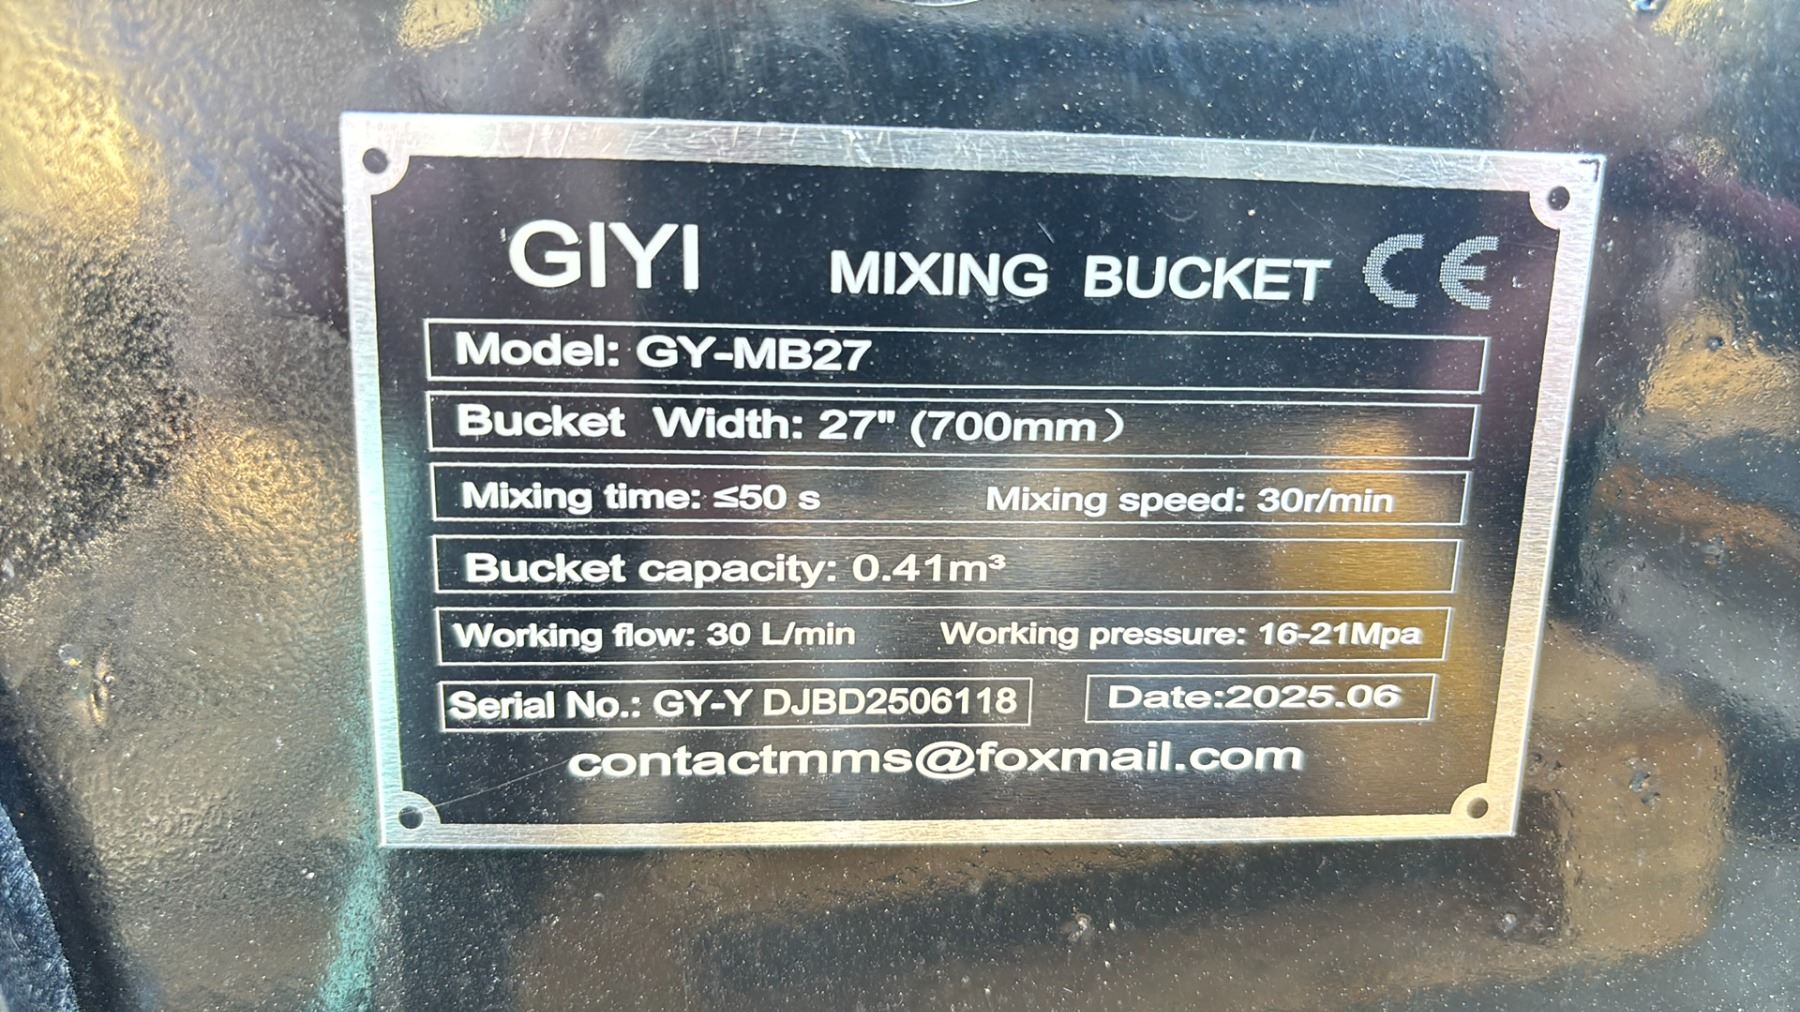 GIYI MIXING BUCKET CE
Model: GY-MB27
Bucket Width: 27" (700mm）
Mixing time: ≤50 s Mixing speed: 30r/min
Bucket capacity: 0.41m³
Working flow: 30 L/min Working pressure: 16-21Mpa
Serial No.: GY-Y DJBD2506118 Date:2025.06
contactmms@foxmail.com